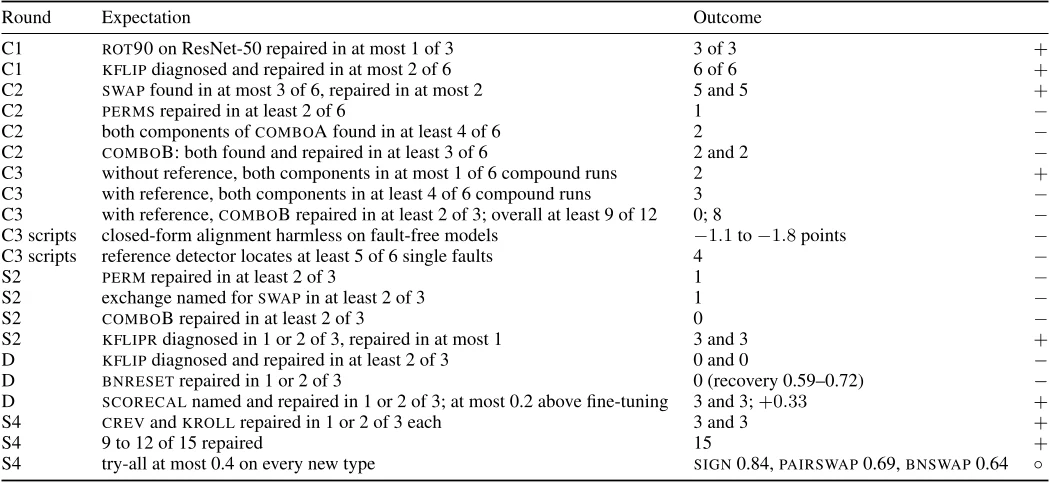 Round Expectation Outcome
C1 ROT90 on ResNet-50 repaired in at most 1 of 3 3 of 3 +
C1 KFLIP diagnosed and repaired in at most 2 of 6 6 of 6 +
C2 SWAP found in at most 3 of 6, repaired in at most 2 5 and 5 +
C2 PERMS repaired in at least 2 of 6 1 −
C2 both components of COMBOA found in at least 4 of 6 2 −
C2 COMBOB: both found and repaired in at least 3 of 6 2 and 2 −
C3 without reference, both components in at most 1 of 6 compound runs 2 +
C3 with reference, both components in at least 4 of 6 compound runs 3 −
C3 with reference, COMBOB repaired in at least 2 of 3; overall at least 9 of 12 0; 8 −
C3 scripts closed-form alignment harmless on fault-free models −1.1 to −1.8 points −
C3 scripts reference detector locates at least 5 of 6 single faults 4 −
S2 PERM repaired in at least 2 of 3 1 −
S2 exchange named for SWAP in at least 2 of 3 1 −
S2 COMBOB repaired in at least 2 of 3 0 −
S2 KFLIPR diagnosed in 1 or 2 of 3, repaired in at most 1 3 and 3 +
D KFLIP diagnosed and repaired in at least 2 of 3 0 and 0 −
D BNRESET repaired in 1 or 2 of 3 0 (recovery 0.59–0.72) −
D SCORECAL named and repaired in 1 or 2 of 3; at most 0.2 above fine-tuning 3 and 3; +0.33 +
S4 CREV and KROLL repaired in 1 or 2 of 3 each 3 and 3 +
S4 9 to 12 of 15 repaired 15 +
S4 try-all at most 0.4 on every new type SIGN 0.84, PAIRSWAP 0.69, BNSWAP 0.64 ∘